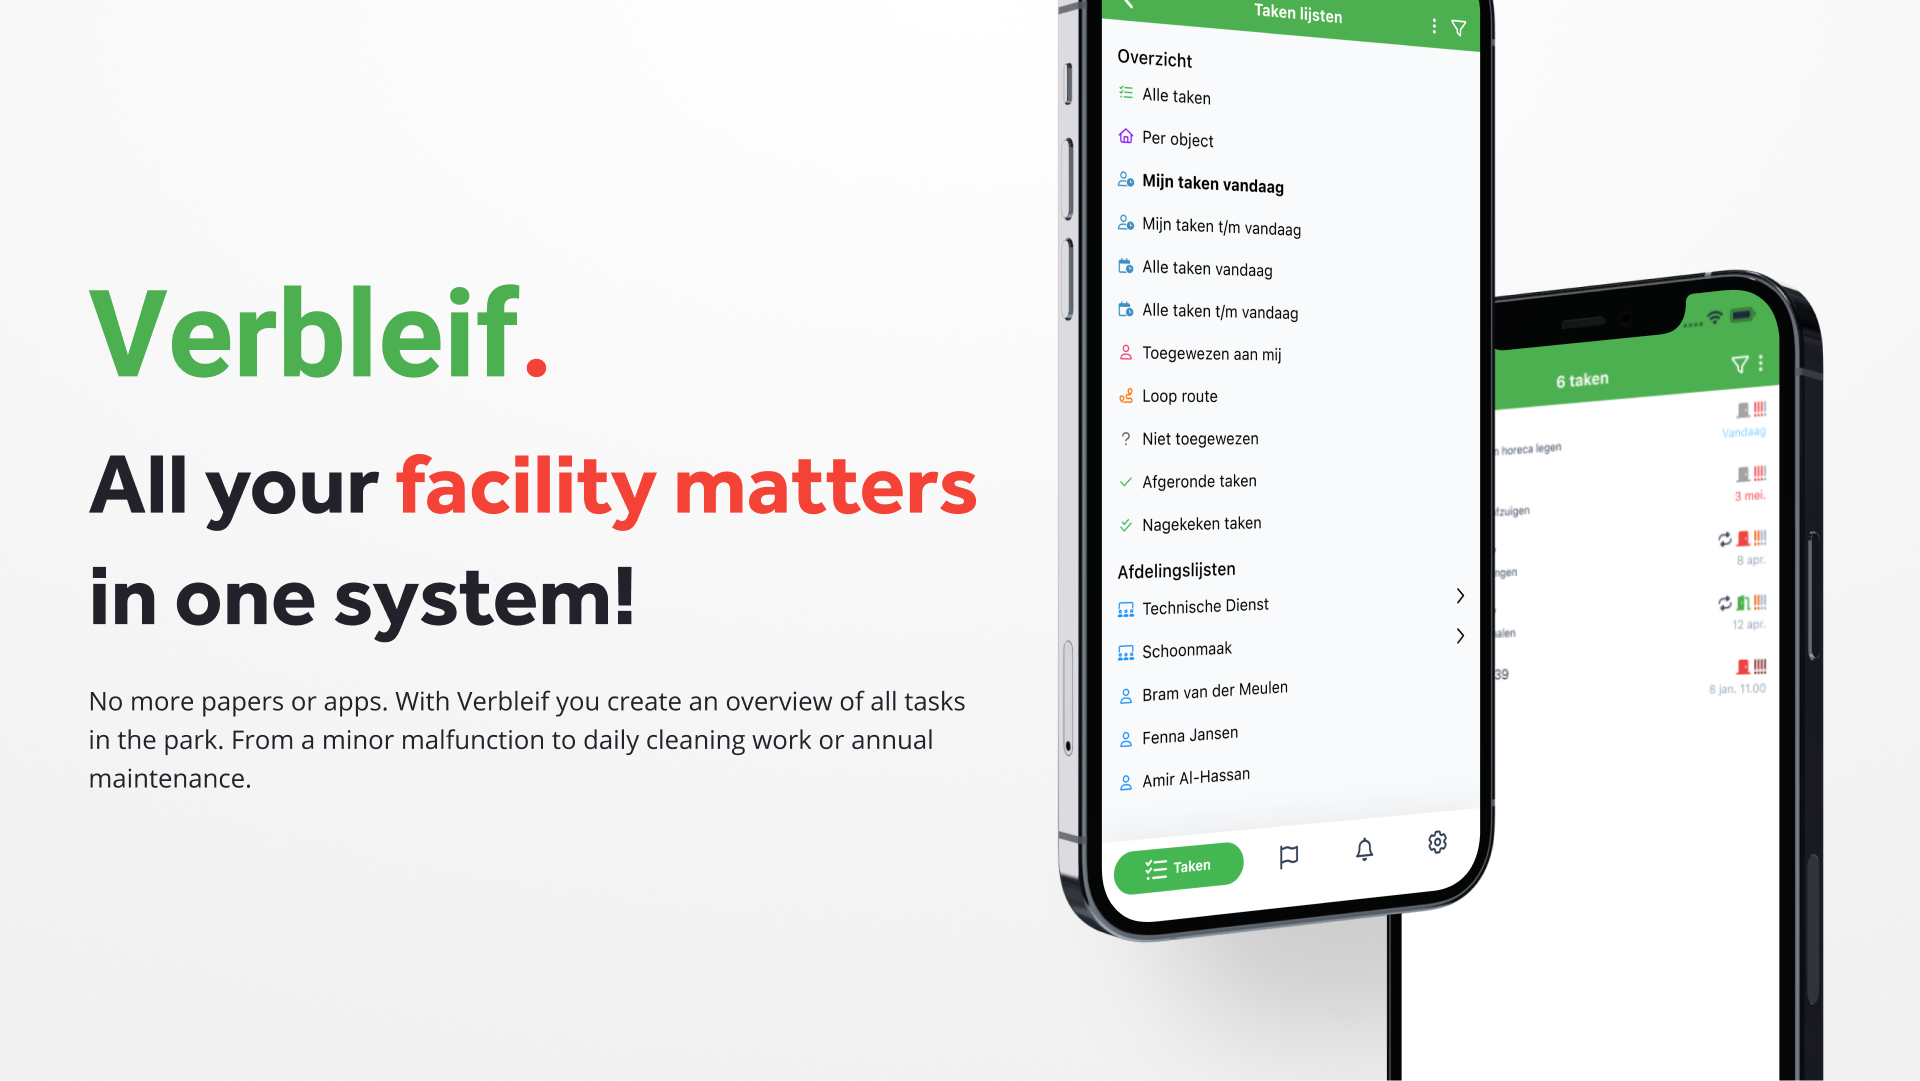 Verbleif.
All your facility matters
in one system!
No more papers or apps. With Verbleif you create an overview of all tasks
in the park. From a minor malfunction to daily cleaning work or annual
maintenance.
Taken lijsten
Overzicht
Alle taken
Per object
Mijn taken vandaag
Mijn taken t/m vandaag
Alle taken vandaag
Alle taken t/m vandaag
Toegewezen aan mij
Loop route
Niet toegewezen
Afgeronde taken
Nagekeken taken
Afdelingslijsten
Technische Dienst
Schoonmaak
Bram van der Meulen
Fenna Jansen
Amir Al-Hassan
Taken
6 taken
Vandaag
horeca legen
3 mei.
fzuigen
8 apr.
ngen
12 apr.
alen
39
8 jan. 11.00